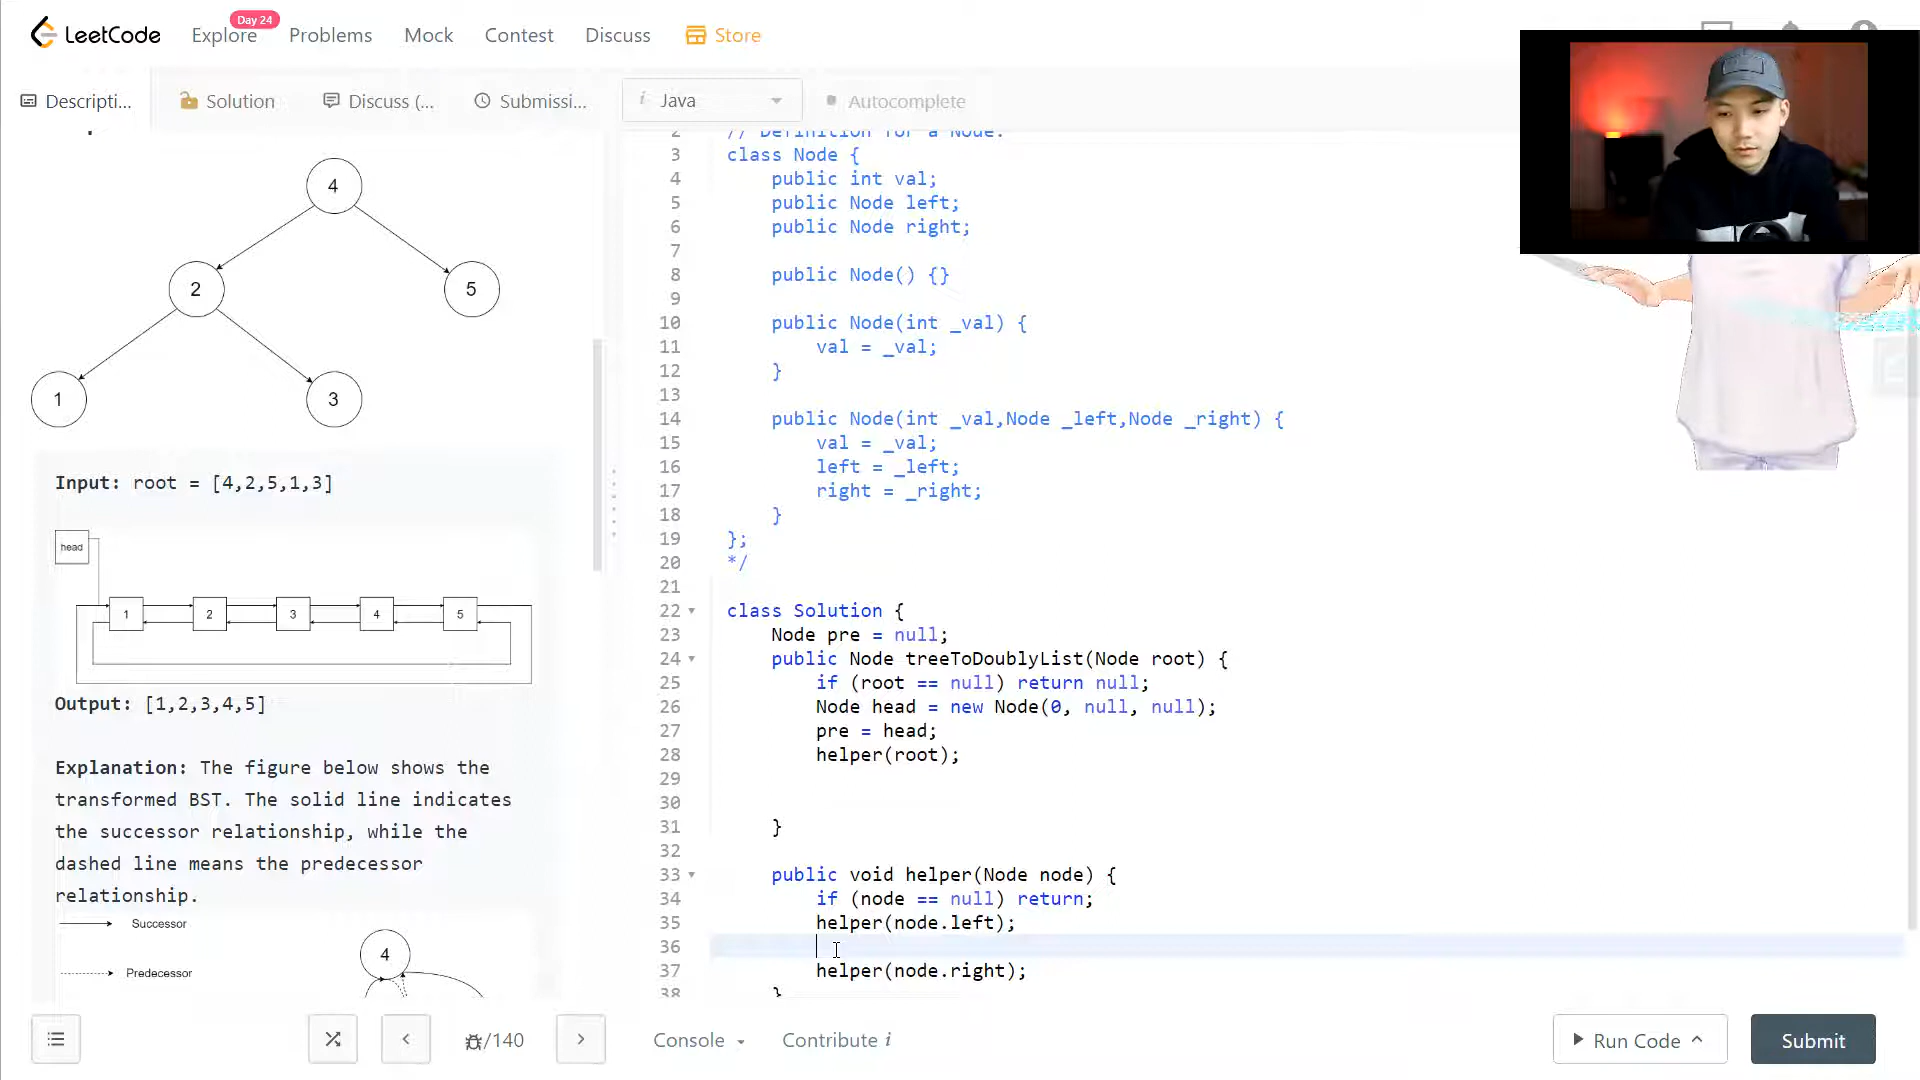 LeetCode
Explore
Day 24
Problems
Mock
Contest
Discuss
Store
Descripti...
Solution
Discuss (...
Submissi...
i Java
Autocomplete
4
2
5
1
3
Input: root = [4,2,5,1,3]
head
1 2 3 4 5
Output: [1,2,3,4,5]
Explanation: The figure below shows the
transformed BST. The solid line indicates
the successor relationship, while the
dashed line means the predecessor
relationship.
Successor
Predecessor
4
2 // Definition for a Node.
3 class Node {
4 public int val;
5 public Node left;
6 public Node right;
7
8 public Node() {}
9
10 public Node(int _val) {
11 val = _val;
12 }
13
14 public Node(int _val,Node _left,Node _right) {
15 val = _val;
16 left = _left;
17 right = _right;
18 }
19 };
20 */
21
22 class Solution {
23 Node pre = null;
24 public Node treeToDoublyList(Node root) {
25 if (root == null) return null;
26 Node head = new Node(0, null, null);
27 pre = head;
28 helper(root);
29
30
31 }
32
33 public void helper(Node node) {
34 if (node == null) return;
35 helper(node.left);
36
37 helper(node.right);
38 }
/140
Console
Contribute i
Run Code
Submit